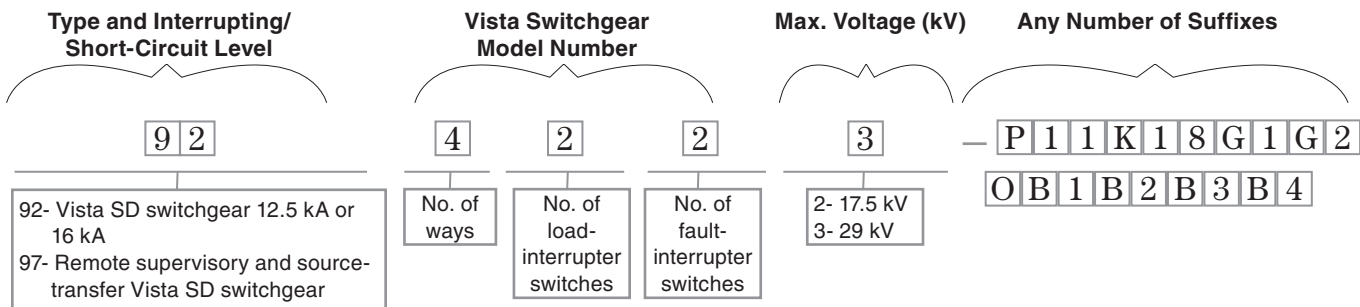 Type and Interrupting/
Short-Circuit Level
Vista Switchgear
Model Number
Max. Voltage (kV)
Any Number of Suffixes
9 2
4
2
2
3
— P 1 1 K 1 8 G 1 G 2
O B 1 B 2 B 3 B 4
92- Vista SD switchgear 12.5 kA or
16 kA
97- Remote supervisory and source-
transfer Vista SD switchgear
No. of
ways
No. of
load-
interrupter
switches
No. of
fault-
interrupter
switches
2- 17.5 kV
3- 29 kV